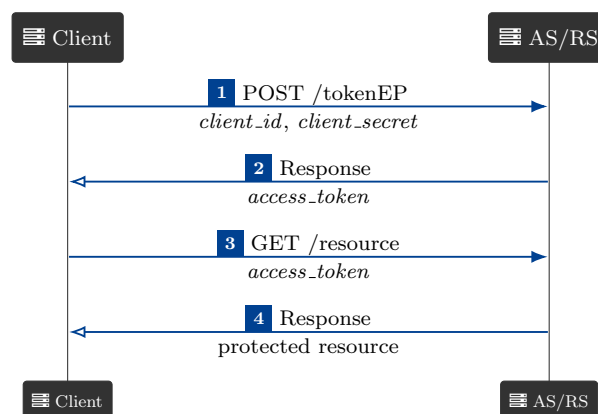 Client
AS/RS
1 POST /tokenEP
client_id, client_secret
2 Response
access_token
3 GET /resource
access_token
4 Response
protected resource
Client
AS/RS